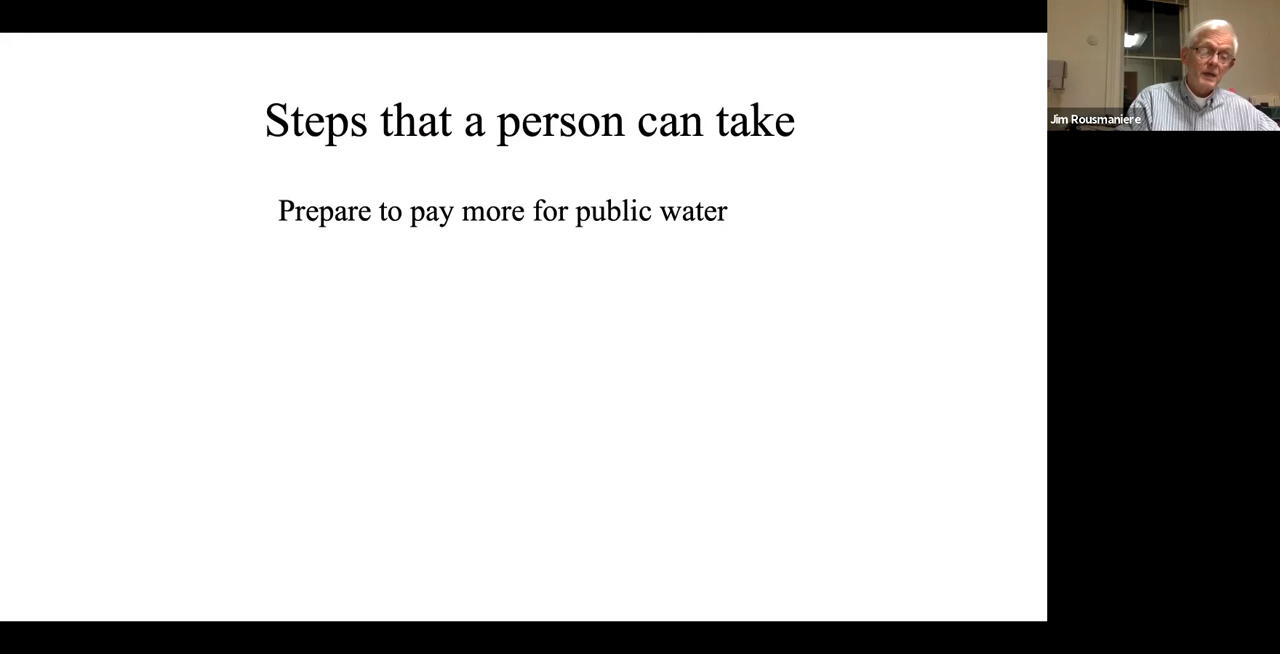 Steps that a person can take
Prepare to pay more for public water
Jim Rousmaniere